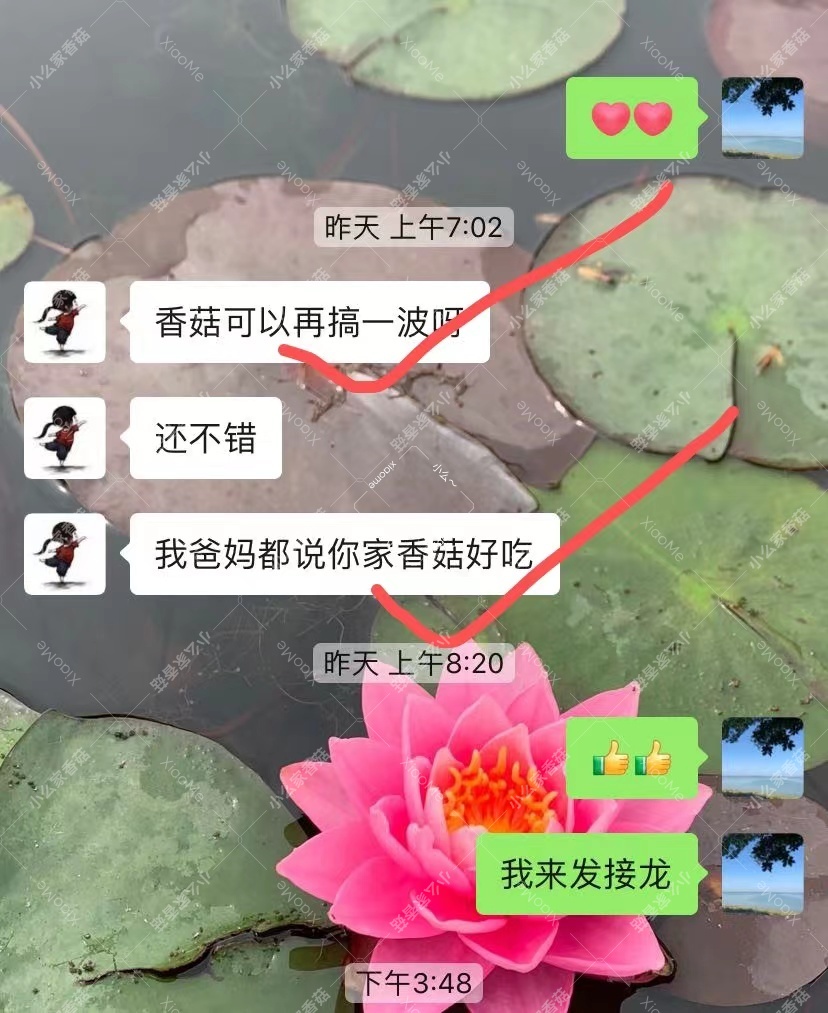 ❤❤
昨天 上午7:02
香菇可以再搞一波吗
还不错
我爸妈都说你家香菇好吃
昨天 上午8:20
👍👍
我来发接龙
下午3:48
XiaoMe
小么家香菇